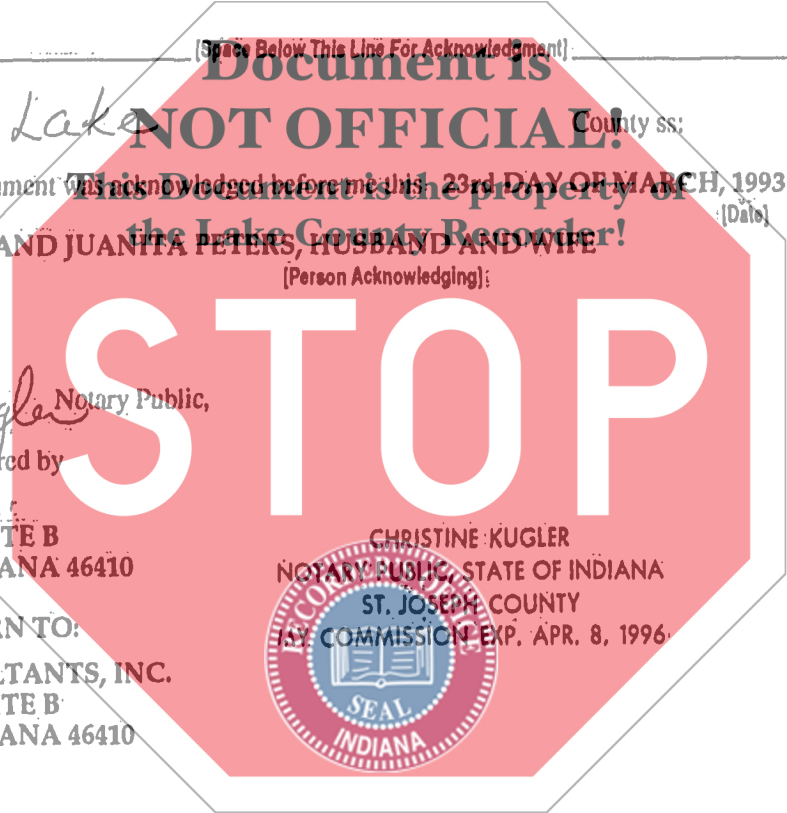 [Space Below This Line For Acknowledgment]
Document is
Lake
NOT OFFICIAL!
County ss:
ment was acknowledged before me this 23rd DAY OF MARCH, 1993
This Document is the property of
[Date]
AND JUANITA PETERS, HUSBAND AND WIFE
the Lake County Recorder!
[Person Acknowledging]
STOP
Notary Public,
red by
TE B
ANA 46410
CHRISTINE KUGLER
NOTARY PUBLIC, STATE OF INDIANA
ST. JOSEPH COUNTY
MY COMMISSION EXP. APR. 8, 1996
N TO:
LTANTS, INC.
TE B
ANA 46410
RECORDER'S OFFICE
SEAL
INDIANA